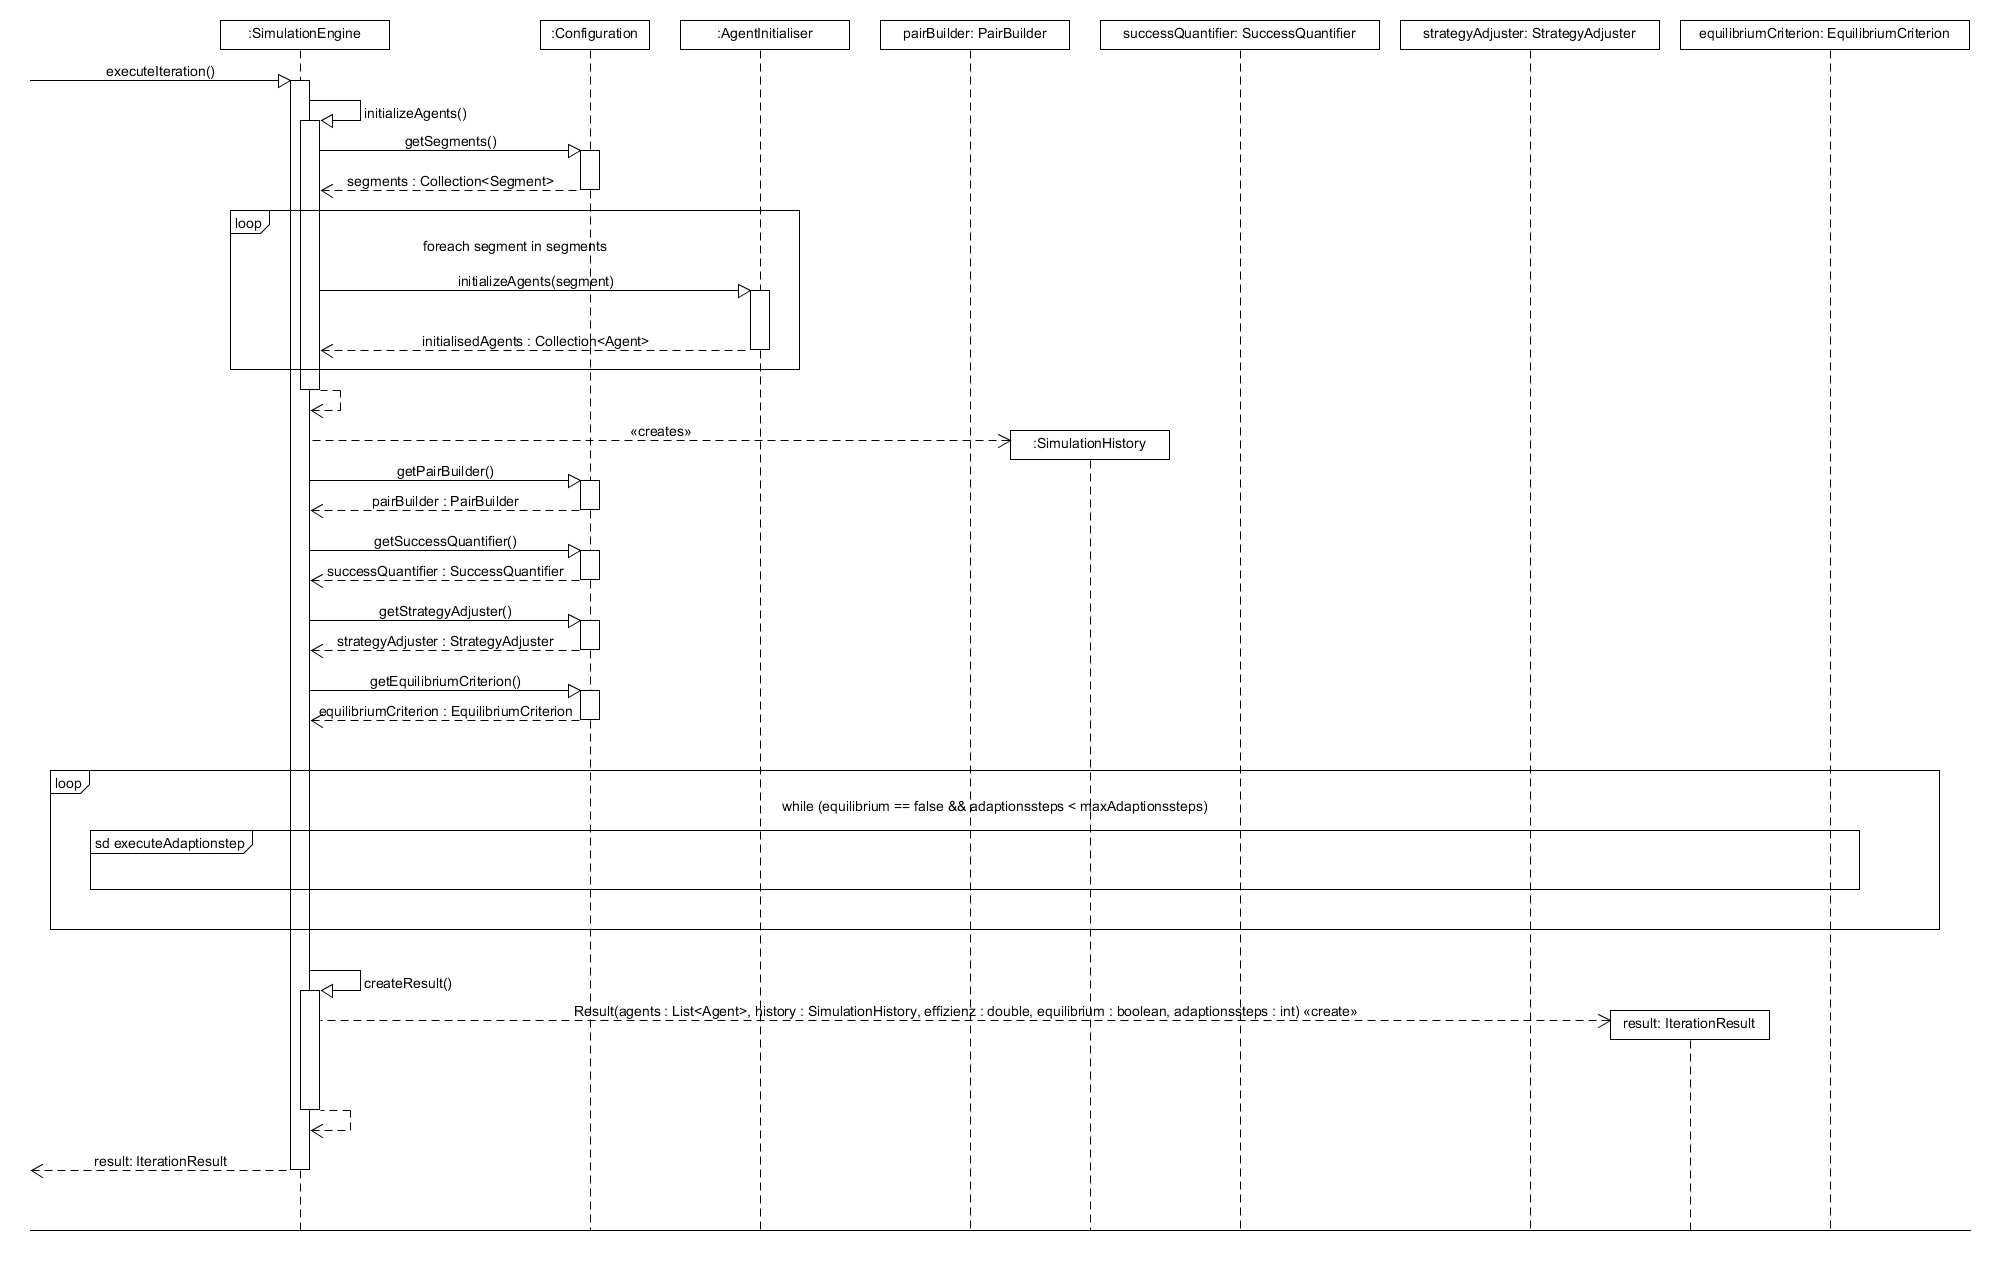 :SimulationEngine
:Configuration
:AgentInitialiser
pairBuilder: PairBuilder
successQuantifier: SuccessQuantifier
strategyAdjuster: StrategyAdjuster
equilibriumCriterion: EquilibriumCriterion
executeIteration()
initializeAgents()
getSegments()
segments : Collection<Segment>
loop
foreach segment in segments
initializeAgents(segment)
initialisedAgents : Collection<Agent>
«creates»
:SimulationHistory
getPairBuilder()
pairBuilder : PairBuilder
getSuccessQuantifier()
successQuantifier : SuccessQuantifier
getStrategyAdjuster()
strategyAdjuster : StrategyAdjuster
getEquilibriumCriterion()
equilibriumCriterion : EquilibriumCriterion
loop
while (equilibrium == false && adaptionssteps < maxAdaptionssteps)
sd executeAdaptionstep
createResult()
Result(agents : List<Agent>, history : SimulationHistory, effizienz : double, equilibrium : boolean, adaptionssteps : int) «create»
result: IterationResult
result: IterationResult